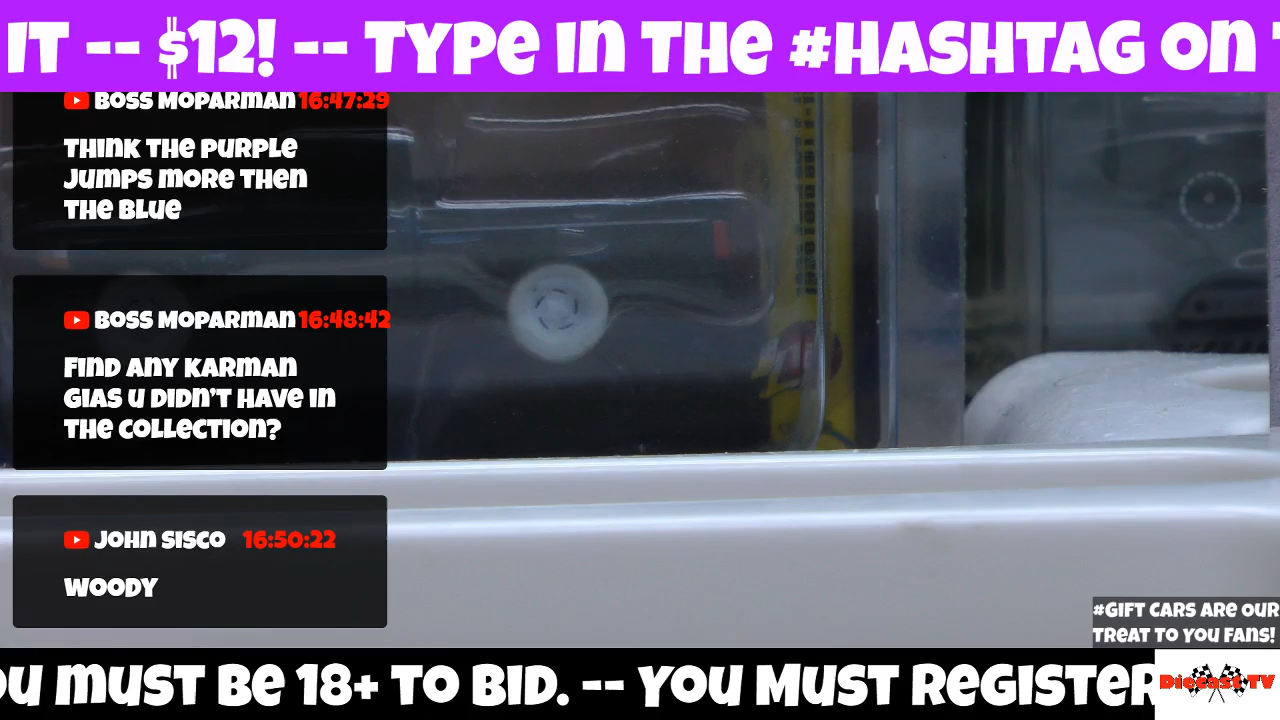 IT -- $12! -- TYPE IN THE #HASHTAG ON
BOSS MOPARMAN 16:47:29
THINK THE PURPLE
JUMPS MORE THEN
THE BLUE
BOSS MOPARMAN 16:48:42
FIND ANY KARMAN
GIAS U DIDN'T HAVE IN
THE COLLECTION?
JOHN SISCO 16:50:22
WOODY
#GIFT CARS ARE OUR
TREAT TO YOU FANS!
OU MUST BE 18+ TO BID. -- YOU MUST REGISTER
Diecast TV